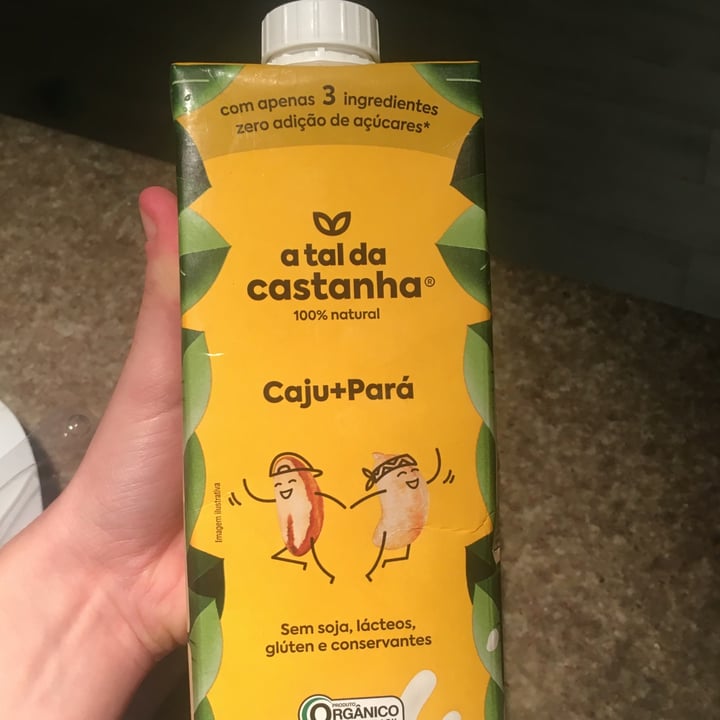 com apenas 3 ingredientes
zero adição de açúcares*
a tal da
castanha®
100% natural
Caju+Pará
Imagem ilustrativa
Sem soja, lácteos,
glúten e conservantes
PRODUTO
ORGÂNICO